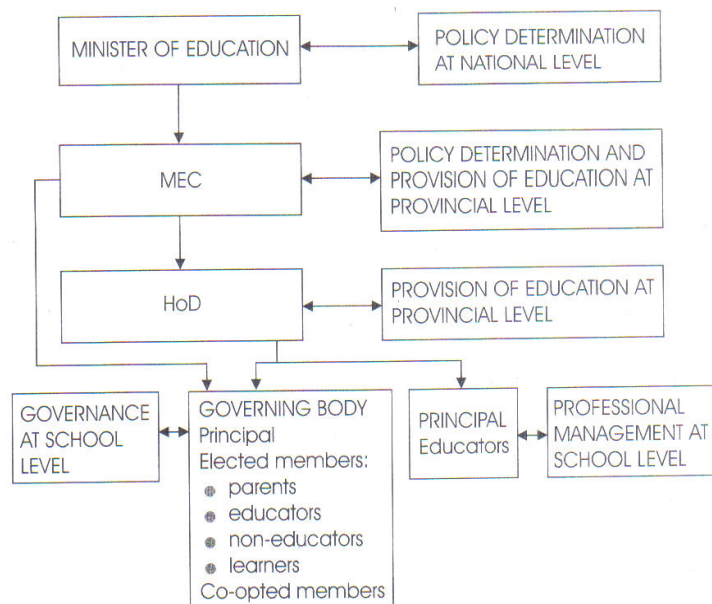 MINISTER OF EDUCATION
POLICY DETERMINATION
AT NATIONAL LEVEL
MEC
POLICY DETERMINATION AND
PROVISION OF EDUCATION AT
PROVINCIAL LEVEL
HoD
PROVISION OF EDUCATION AT
PROVINCIAL LEVEL
GOVERNANCE
AT SCHOOL
LEVEL
GOVERNING BODY
Principal
Elected members:
parents
educators
non-educators
learners
Co-opted members
PRINCIPAL
Educators
PROFESSIONAL
MANAGEMENT AT
SCHOOL LEVEL